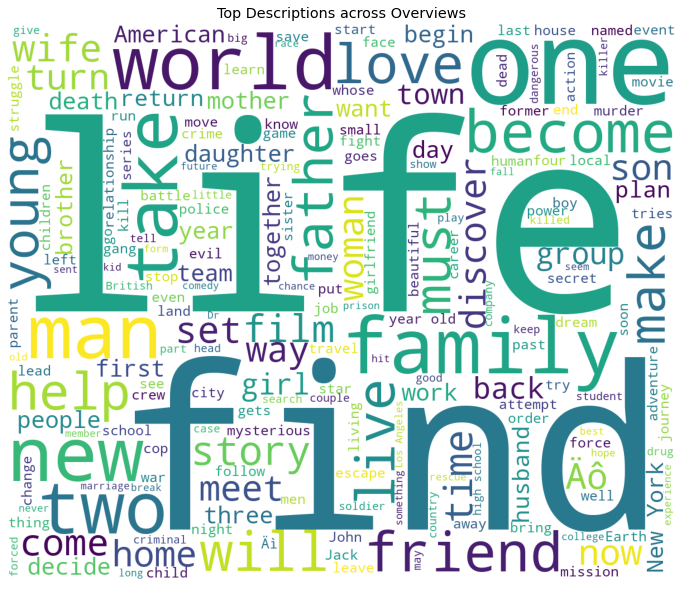 Top Descriptions across Overviews
give
American
big
save
start
house
named
event
wife
world
love
begin
last
one
struggle
turn
race
learn
face
whose
dead
dangerous
action
killer
movie
death
return
mother
want
town
former
end
murder
run
move
know
small
become
young
crime
game
fight
day
human
four
local
son
take
father
daughter
goes
series
children
brother
go
relationship
future
little
trying
show
fall
plan
battle
together
sister
woman
girlfriend
beautiful
must
play
career
discover
boy
power
tries
kill
police
year
life
tell
gang
evil
killed
group
make
left
form
team
money
seem
sent
kid
stop
comedy
chance
put
prison
company
secret
parent
British
even
land
Dr
job
year old
keep
dream
soon
man
set
film
way
family
past
old
part
head
travel
hit
lead
first
girl
star
back
good
try
student
adventure
help
see
crew
city
search
couple
live
work
attempt
journey
people
school
cop
mysterious
gets
living
Los Angeles
time
order
force
best
hope
drug
new
member
case
story
escape
rescue
high school
husband
Äô
well
experience
change
war
follow
find
marriage
break
meet
men
soldier
something
country
two
never
three
away
bring
New York
thing
night
John
college
Earth
come
criminal
home
Äì
will
Jack
friend
may
now
forced
decide
long
child
leave
mission